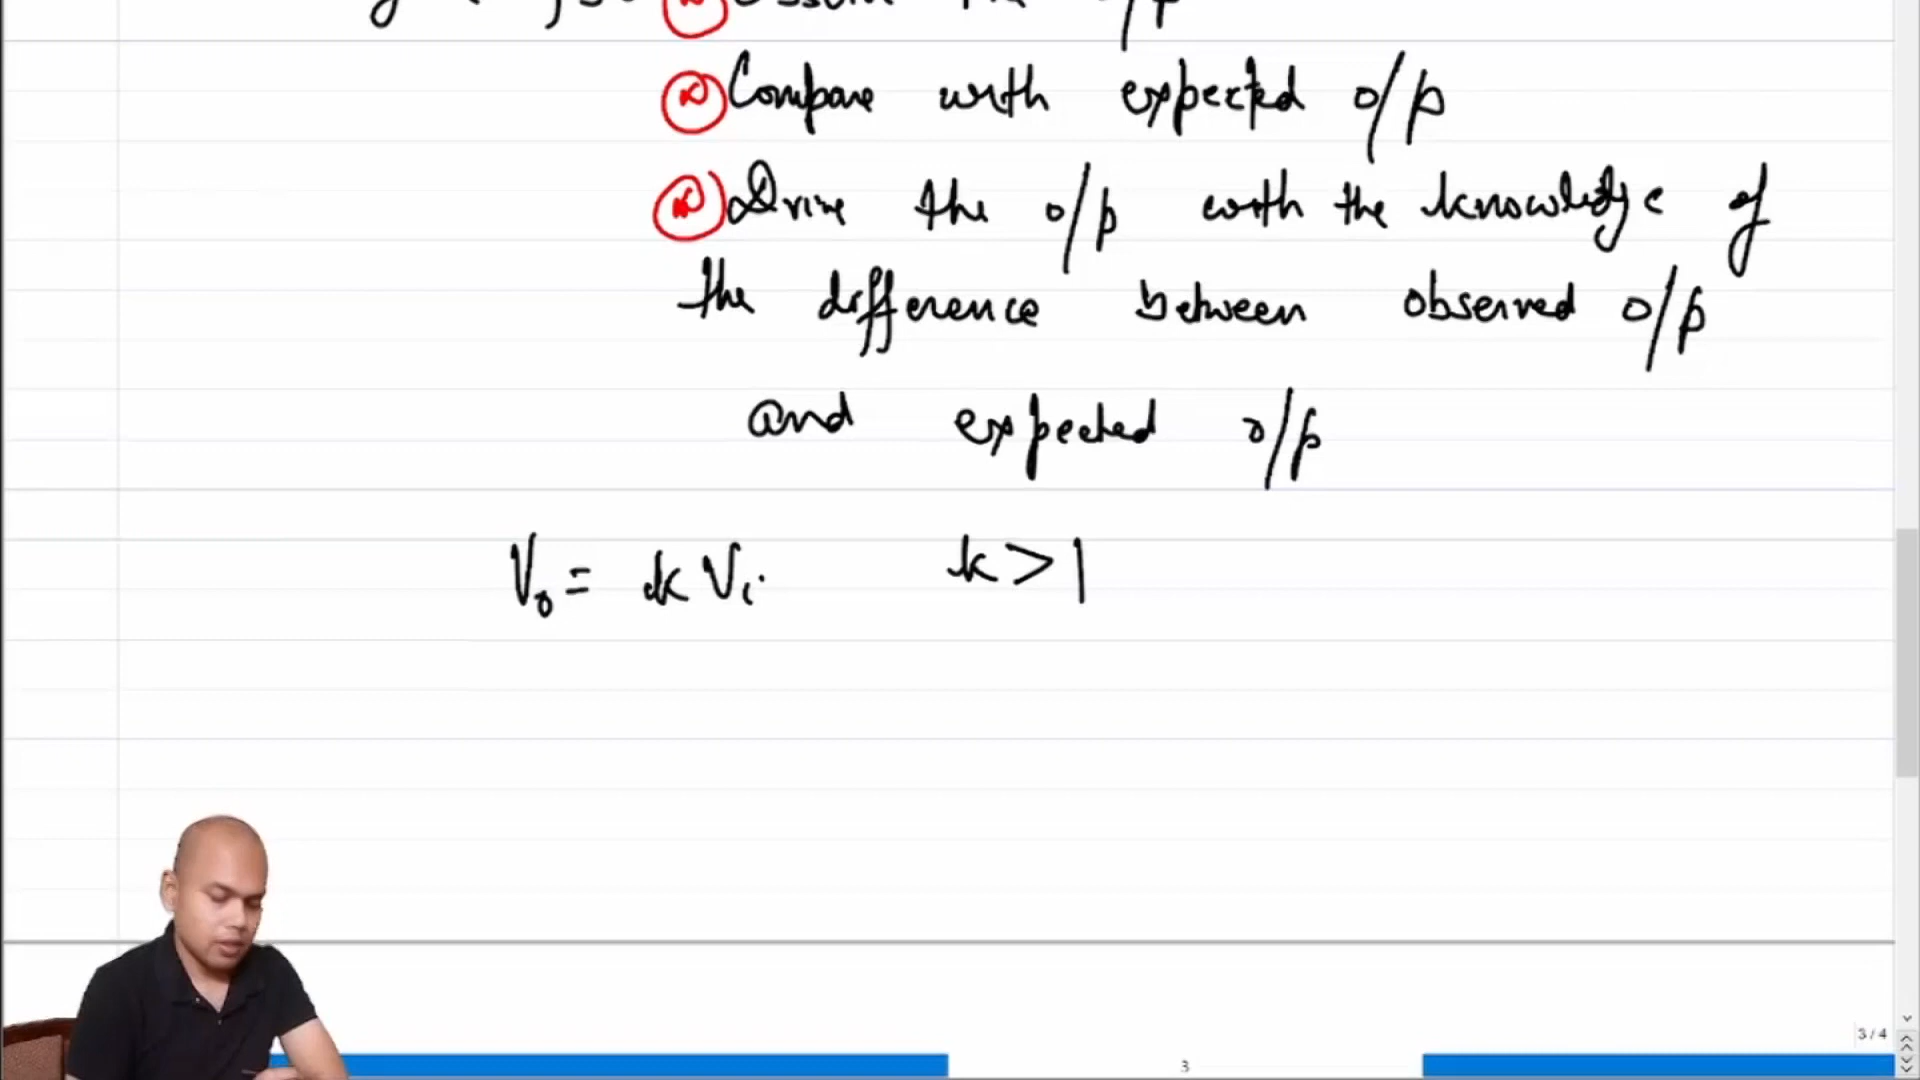 the o/p
Compare with expected o/p
Drive the o/p with the knowledge of
the difference between observed o/p
and expected o/p
V₀ = k Vᵢ k > 1
3 / 4
3